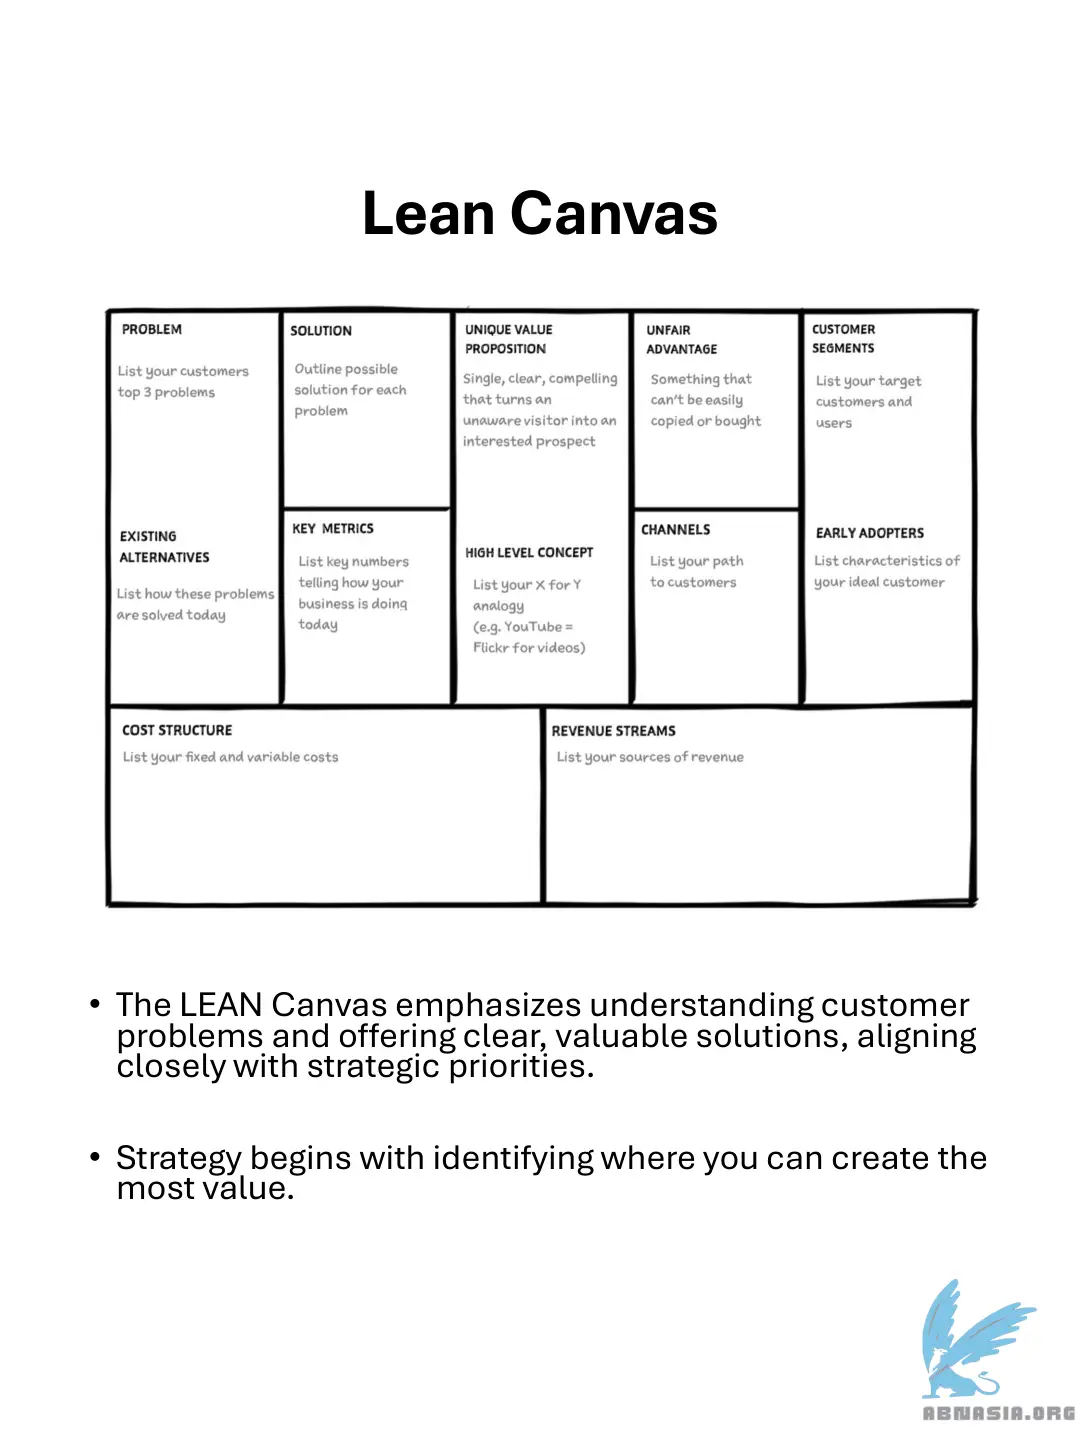 Lean Canvas
PROBLEM
List your customers
top 3 problems
EXISTING
ALTERNATIVES
List how these problems
are solved today
SOLUTION
Outline possible
solution for each
problem
KEY METRICS
List key numbers
telling how your
business is doing
today
UNIQUE VALUE
PROPOSITION
Single, clear, compelling
that turns an
unaware visitor into an
interested prospect
HIGH LEVEL CONCEPT
List your X for Y
analogy
(e.g. YouTube =
Flickr for videos)
UNFAIR
ADVANTAGE
Something that
can't be easily
copied or bought
CHANNELS
List your path
to customers
CUSTOMER
SEGMENTS
List your target
customers and
users
EARLY ADOPTERS
List characteristics of
your ideal customer
COST STRUCTURE
List your fixed and variable costs
REVENUE STREAMS
List your sources of revenue
• The LEAN Canvas emphasizes understanding customer
problems and offering clear, valuable solutions, aligning
closely with strategic priorities.
• Strategy begins with identifying where you can create the
most value.
ABNASIA.ORG